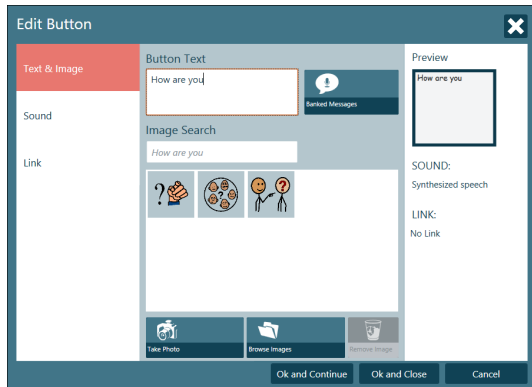 Edit Button
Text & Image
Sound
Link
Button Text
How are you
Banked Messages
Image Search
How are you
?
? ?
?
Take Photo
Browse Images
Remove Image
Preview
How are you
SOUND:
Synthesized speech
LINK:
No Link
Ok and Continue
Ok and Close
Cancel